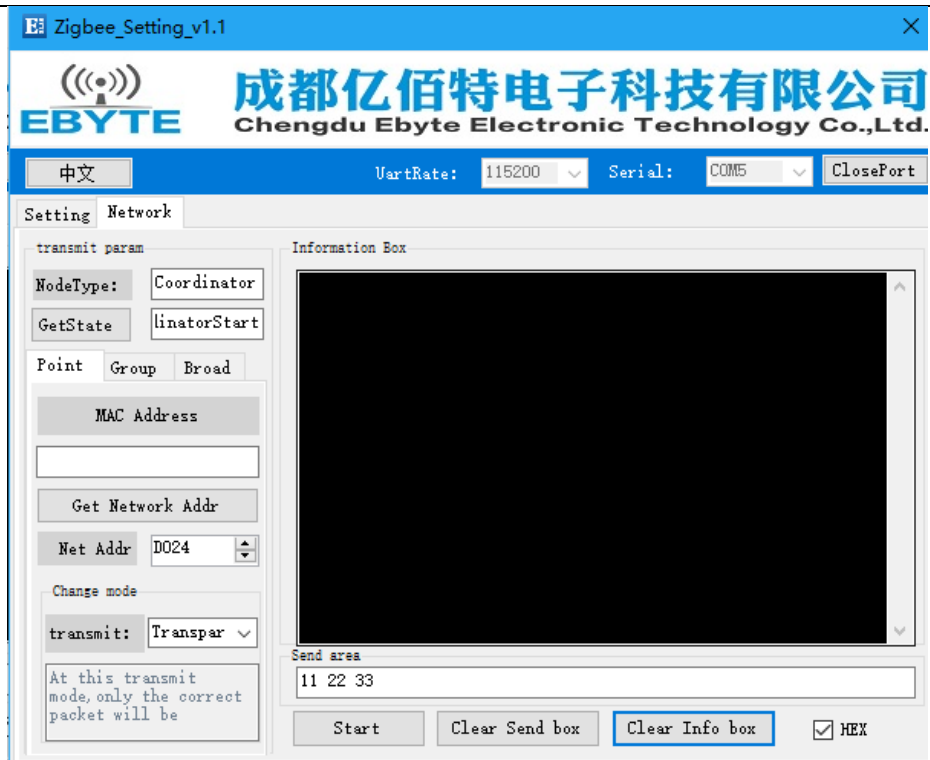 Zigbee_Setting_v1.1
EBYTE
成都亿佰特电子科技有限公司
Chengdu Ebyte Electronic Technology Co.,Ltd.
中文 UartRate: 115200 Serial: COM5 ClosePort
Setting Network
transmit param
NodeType: Coordinator
GetState linatorStart
Point Group Broad
MAC Address
Get Network Addr
Net Addr D024
Change mode
transmit: Transpar
At this transmit
mode,only the correct
packet will be
Information Box
Send area
11 22 33
Start Clear Send box Clear Info box HEX